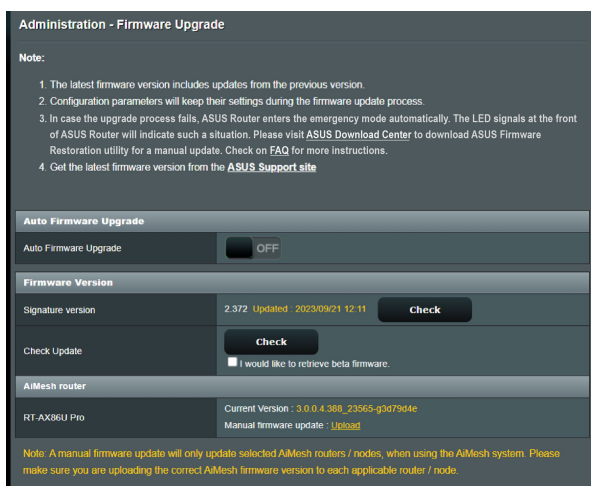 Administration - Firmware Upgrade
Note:
1. The latest firmware version includes updates from the previous version.
2. Configuration parameters will keep their settings during the firmware update process.
3. In case the upgrade process fails, ASUS Router enters the emergency mode automatically. The LED signals at the front
of ASUS Router will indicate such a situation. Please visit ASUS Download Center to download ASUS Firmware
Restoration utility for a manual update. Check on FAQ for more instructions.
4. Get the latest firmware version from the ASUS Support site
Auto Firmware Upgrade
Auto Firmware Upgrade OFF
Firmware Version
Signature version 2.372 Updated : 2023/09/21 12:11 Check
Check Update Check
I would like to retrieve beta firmware.
AiMesh router
RT-AX86U Pro Current Version : 3.0.0.4.388_23565-g3d79d4e
Manual firmware update : Upload
Note: A manual firmware update will only update selected AiMesh routers / nodes, when using the AiMesh system. Please
make sure you are uploading the correct AiMesh firmware version to each applicable router / node.